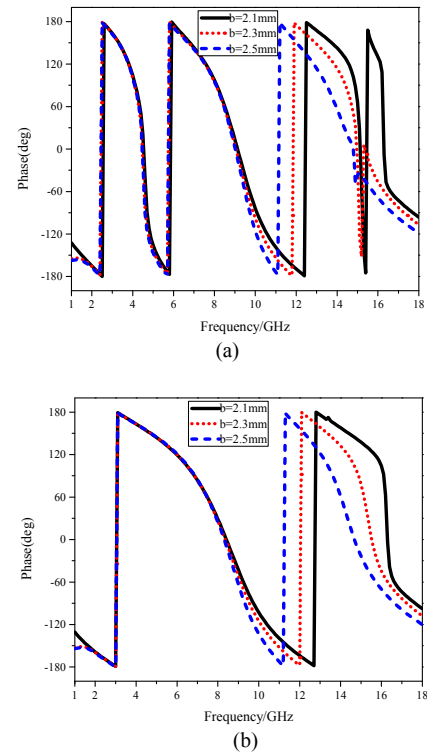 180
120
60
0
-60
-120
-180
Phase(deg)
b=2.1mm
b=2.3mm
b=2.5mm
1 2 4 6 8 10 12 14 16 18
Frequency/GHz
(a)
180
120
60
0
-60
-120
-180
Phase(deg)
b=2.1mm
b=2.3mm
b=2.5mm
1 2 4 6 8 10 12 14 16 18
Frequency/GHz
(b)